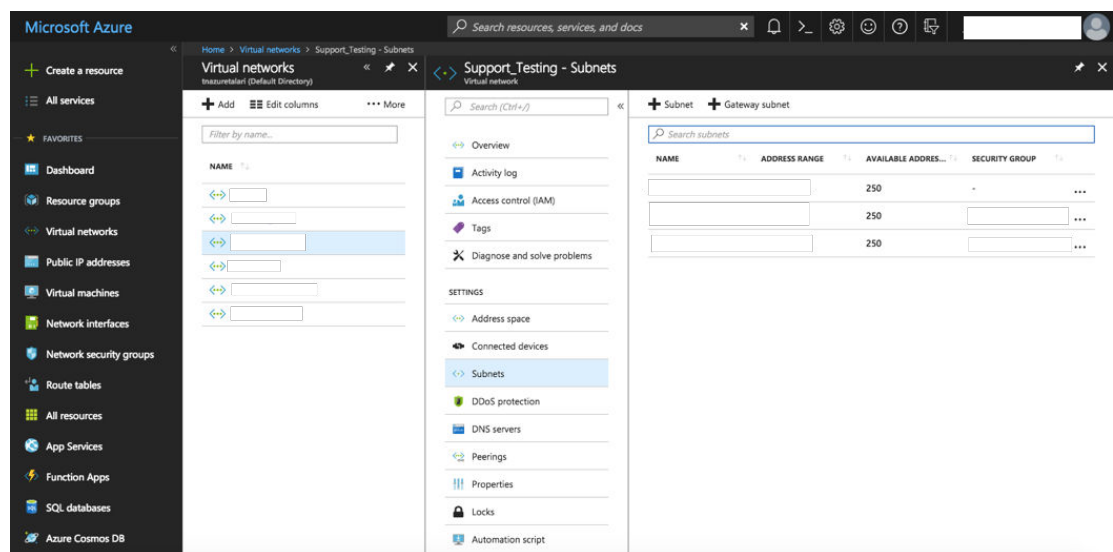 Microsoft Azure
Search resources, services, and docs
Home > Virtual networks > Support_Testing - Subnets
Create a resource
All services
FAVORITES
Dashboard
Resource groups
Virtual networks
Public IP addresses
Virtual machines
Network interfaces
Network security groups
Route tables
All resources
App Services
Function Apps
SQL databases
Azure Cosmos DB
Virtual networks
tnazuretalari (Default Directory)
Add Edit columns ••• More
Filter by name...
NAME
Support_Testing - Subnets
Virtual network
Search (Ctrl+/)
Overview
Activity log
Access control (IAM)
Tags
Diagnose and solve problems
SETTINGS
Address space
Connected devices
Subnets
DDoS protection
DNS servers
Peerings
Properties
Locks
Automation script
Subnet Gateway subnet
Search subnets
NAME ADDRESS RANGE AVAILABLE ADDRES... SECURITY GROUP
250 - ...
250 ...
250 ...